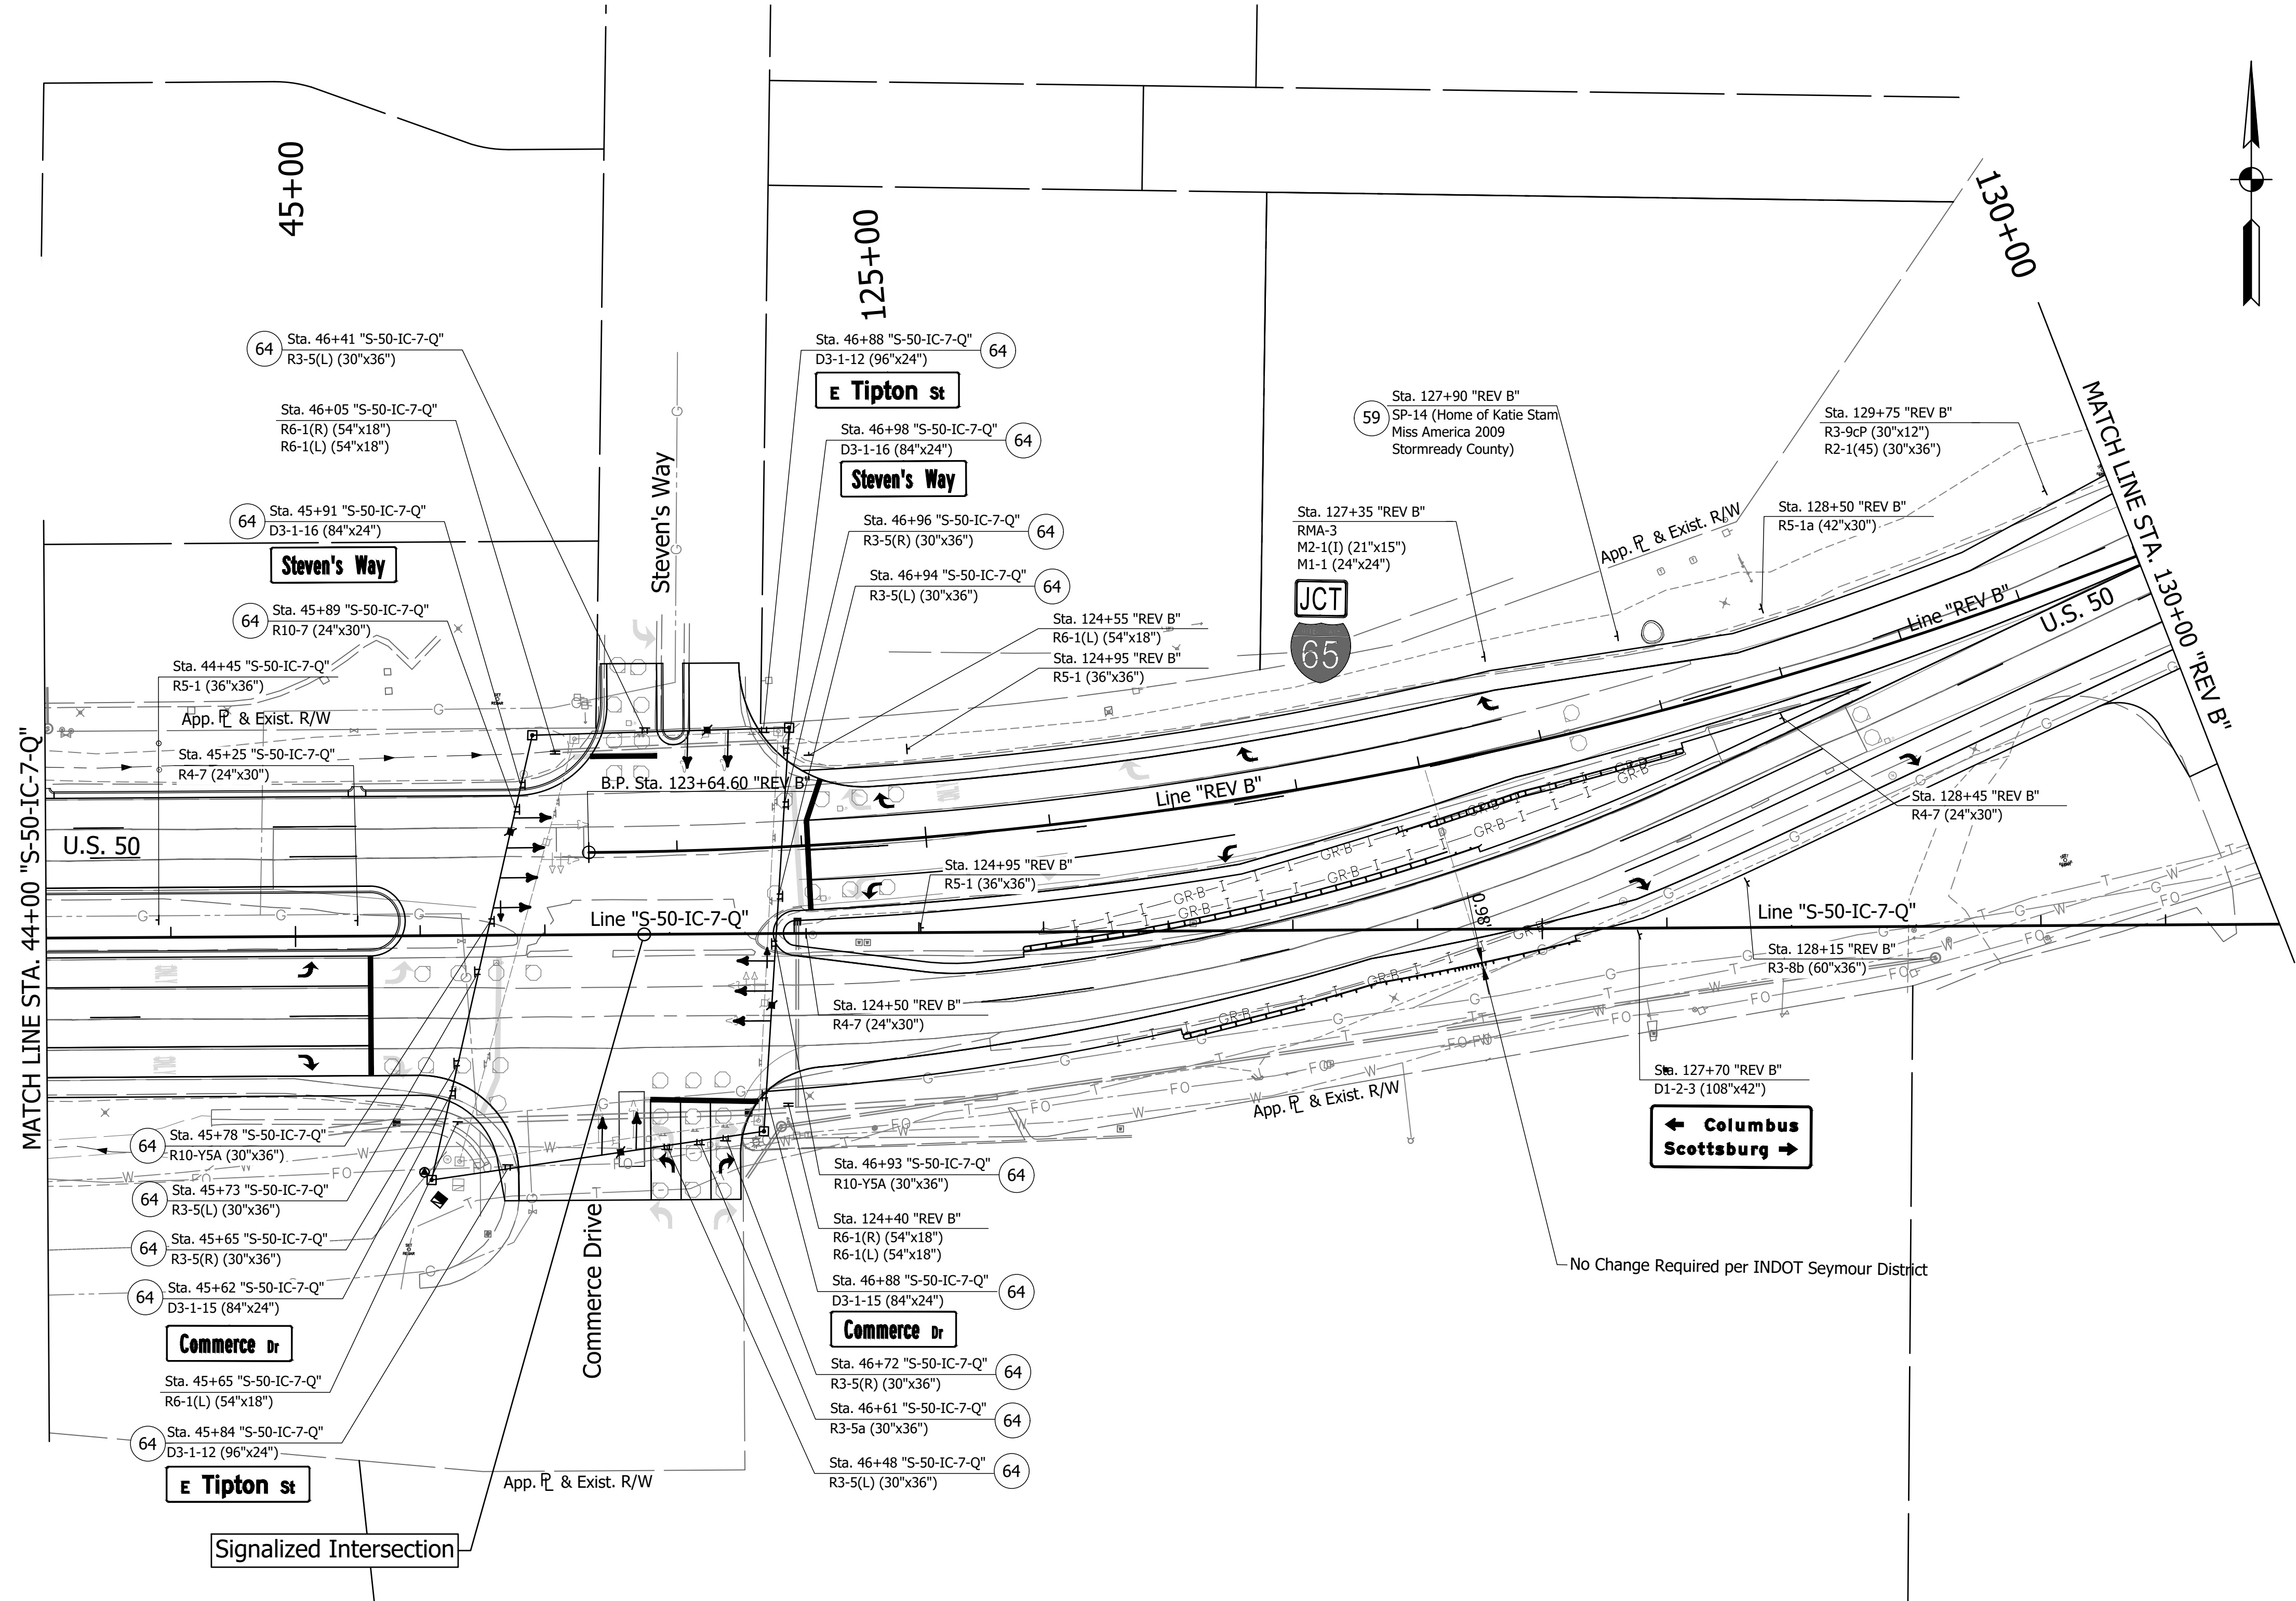 45+00
125+00
130+00
MATCH LINE STA. 44+00 "S-50-IC-7-Q"
MATCH LINE STA. 130+00 "REV B"
64
Sta. 46+41 "S-50-IC-7-Q"
R3-5(L) (30"x36")
Sta. 46+05 "S-50-IC-7-Q"
R6-1(R) (54"x18")
R6-1(L) (54"x18")
64
Sta. 45+91 "S-50-IC-7-Q"
D3-1-16 (84"x24")
Steven's Way
64
Sta. 45+89 "S-50-IC-7-Q"
R10-7 (24"x30")
Sta. 44+45 "S-50-IC-7-Q"
R5-1 (36"x36")
App. PL & Exist. R/W
Sta. 45+25 "S-50-IC-7-Q"
R4-7 (24"x30")
U.S. 50
Steven's Way
Sta. 46+88 "S-50-IC-7-Q"
D3-1-12 (96"x24")
64
E Tipton St
Sta. 46+98 "S-50-IC-7-Q"
D3-1-16 (84"x24")
64
Steven's Way
Sta. 46+96 "S-50-IC-7-Q"
R3-5(R) (30"x36")
64
Sta. 46+94 "S-50-IC-7-Q"
R3-5(L) (30"x36")
64
Sta. 124+55 "REV B"
R6-1(L) (54"x18")
Sta. 124+95 "REV B"
R5-1 (36"x36")
59
Sta. 127+90 "REV B"
SP-14 (Home of Katie Stam
Miss America 2009
Stormready County)
Sta. 127+35 "REV B"
RMA-3
M2-1(I) (21"x15")
M1-1 (24"x24")
JCT
65
Sta. 129+75 "REV B"
R3-9cP (30"x12")
R2-1(45) (30"x36")
Sta. 128+50 "REV B"
R5-1a (42"x30")
App. PL & Exist. R/W
Line "REV B"
U.S. 50
B.P. Sta. 123+64.60 "REV B"
Line "REV B"
Sta. 124+95 "REV B"
R5-1 (36"x36")
Line "S-50-IC-7-Q"
Sta. 128+45 "REV B"
R4-7 (24"x30")
0.98'
Line "S-50-IC-7-Q"
Sta. 128+15 "REV B"
R3-8b (60"x36")
Sta. 124+50 "REV B"
R4-7 (24"x30")
Sta. 127+70 "REV B"
D1-2-3 (108"x42")
Columbus
Scottsburg
App. PL & Exist. R/W
No Change Required per INDOT Seymour District
64
Sta. 45+78 "S-50-IC-7-Q"
R10-Y5A (30"x36")
64
Sta. 45+73 "S-50-IC-7-Q"
R3-5(L) (30"x36")
64
Sta. 45+65 "S-50-IC-7-Q"
R3-5(R) (30"x36")
64
Sta. 45+62 "S-50-IC-7-Q"
D3-1-15 (84"x24")
Commerce Dr
Sta. 45+65 "S-50-IC-7-Q"
R6-1(L) (54"x18")
64
Sta. 45+84 "S-50-IC-7-Q"
D3-1-12 (96"x24")
E Tipton St
Signalized Intersection
Commerce Drive
App. PL & Exist. R/W
Sta. 46+93 "S-50-IC-7-Q"
R10-Y5A (30"x36")
64
Sta. 124+40 "REV B"
R6-1(R) (54"x18")
R6-1(L) (54"x18")
Sta. 46+88 "S-50-IC-7-Q"
D3-1-15 (84"x24")
64
Commerce Dr
Sta. 46+72 "S-50-IC-7-Q"
R3-5(R) (30"x36")
64
Sta. 46+61 "S-50-IC-7-Q"
R3-5a (30"x36")
64
Sta. 46+48 "S-50-IC-7-Q"
R3-5(L) (30"x36")
64